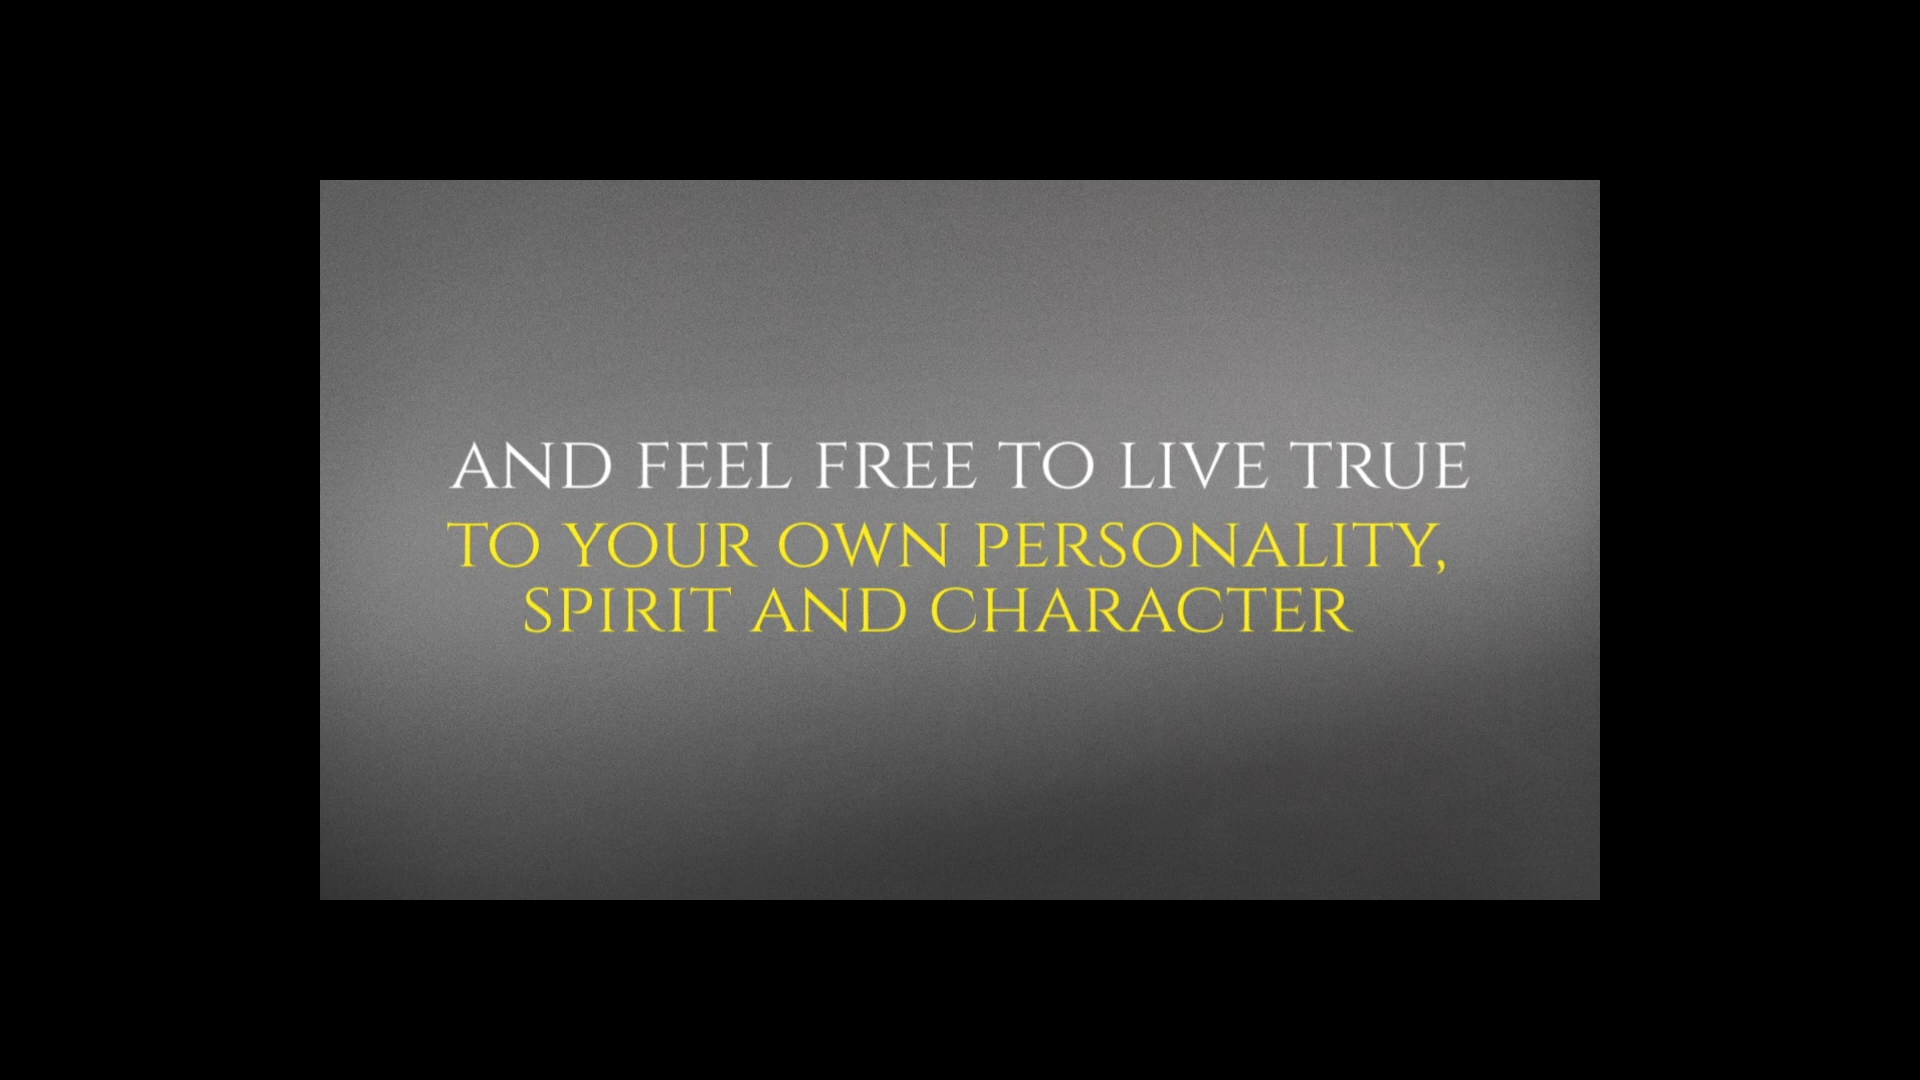 AND FEEL FREE TO LIVE TRUE
TO YOUR OWN PERSONALITY,
SPIRIT AND CHARACTER